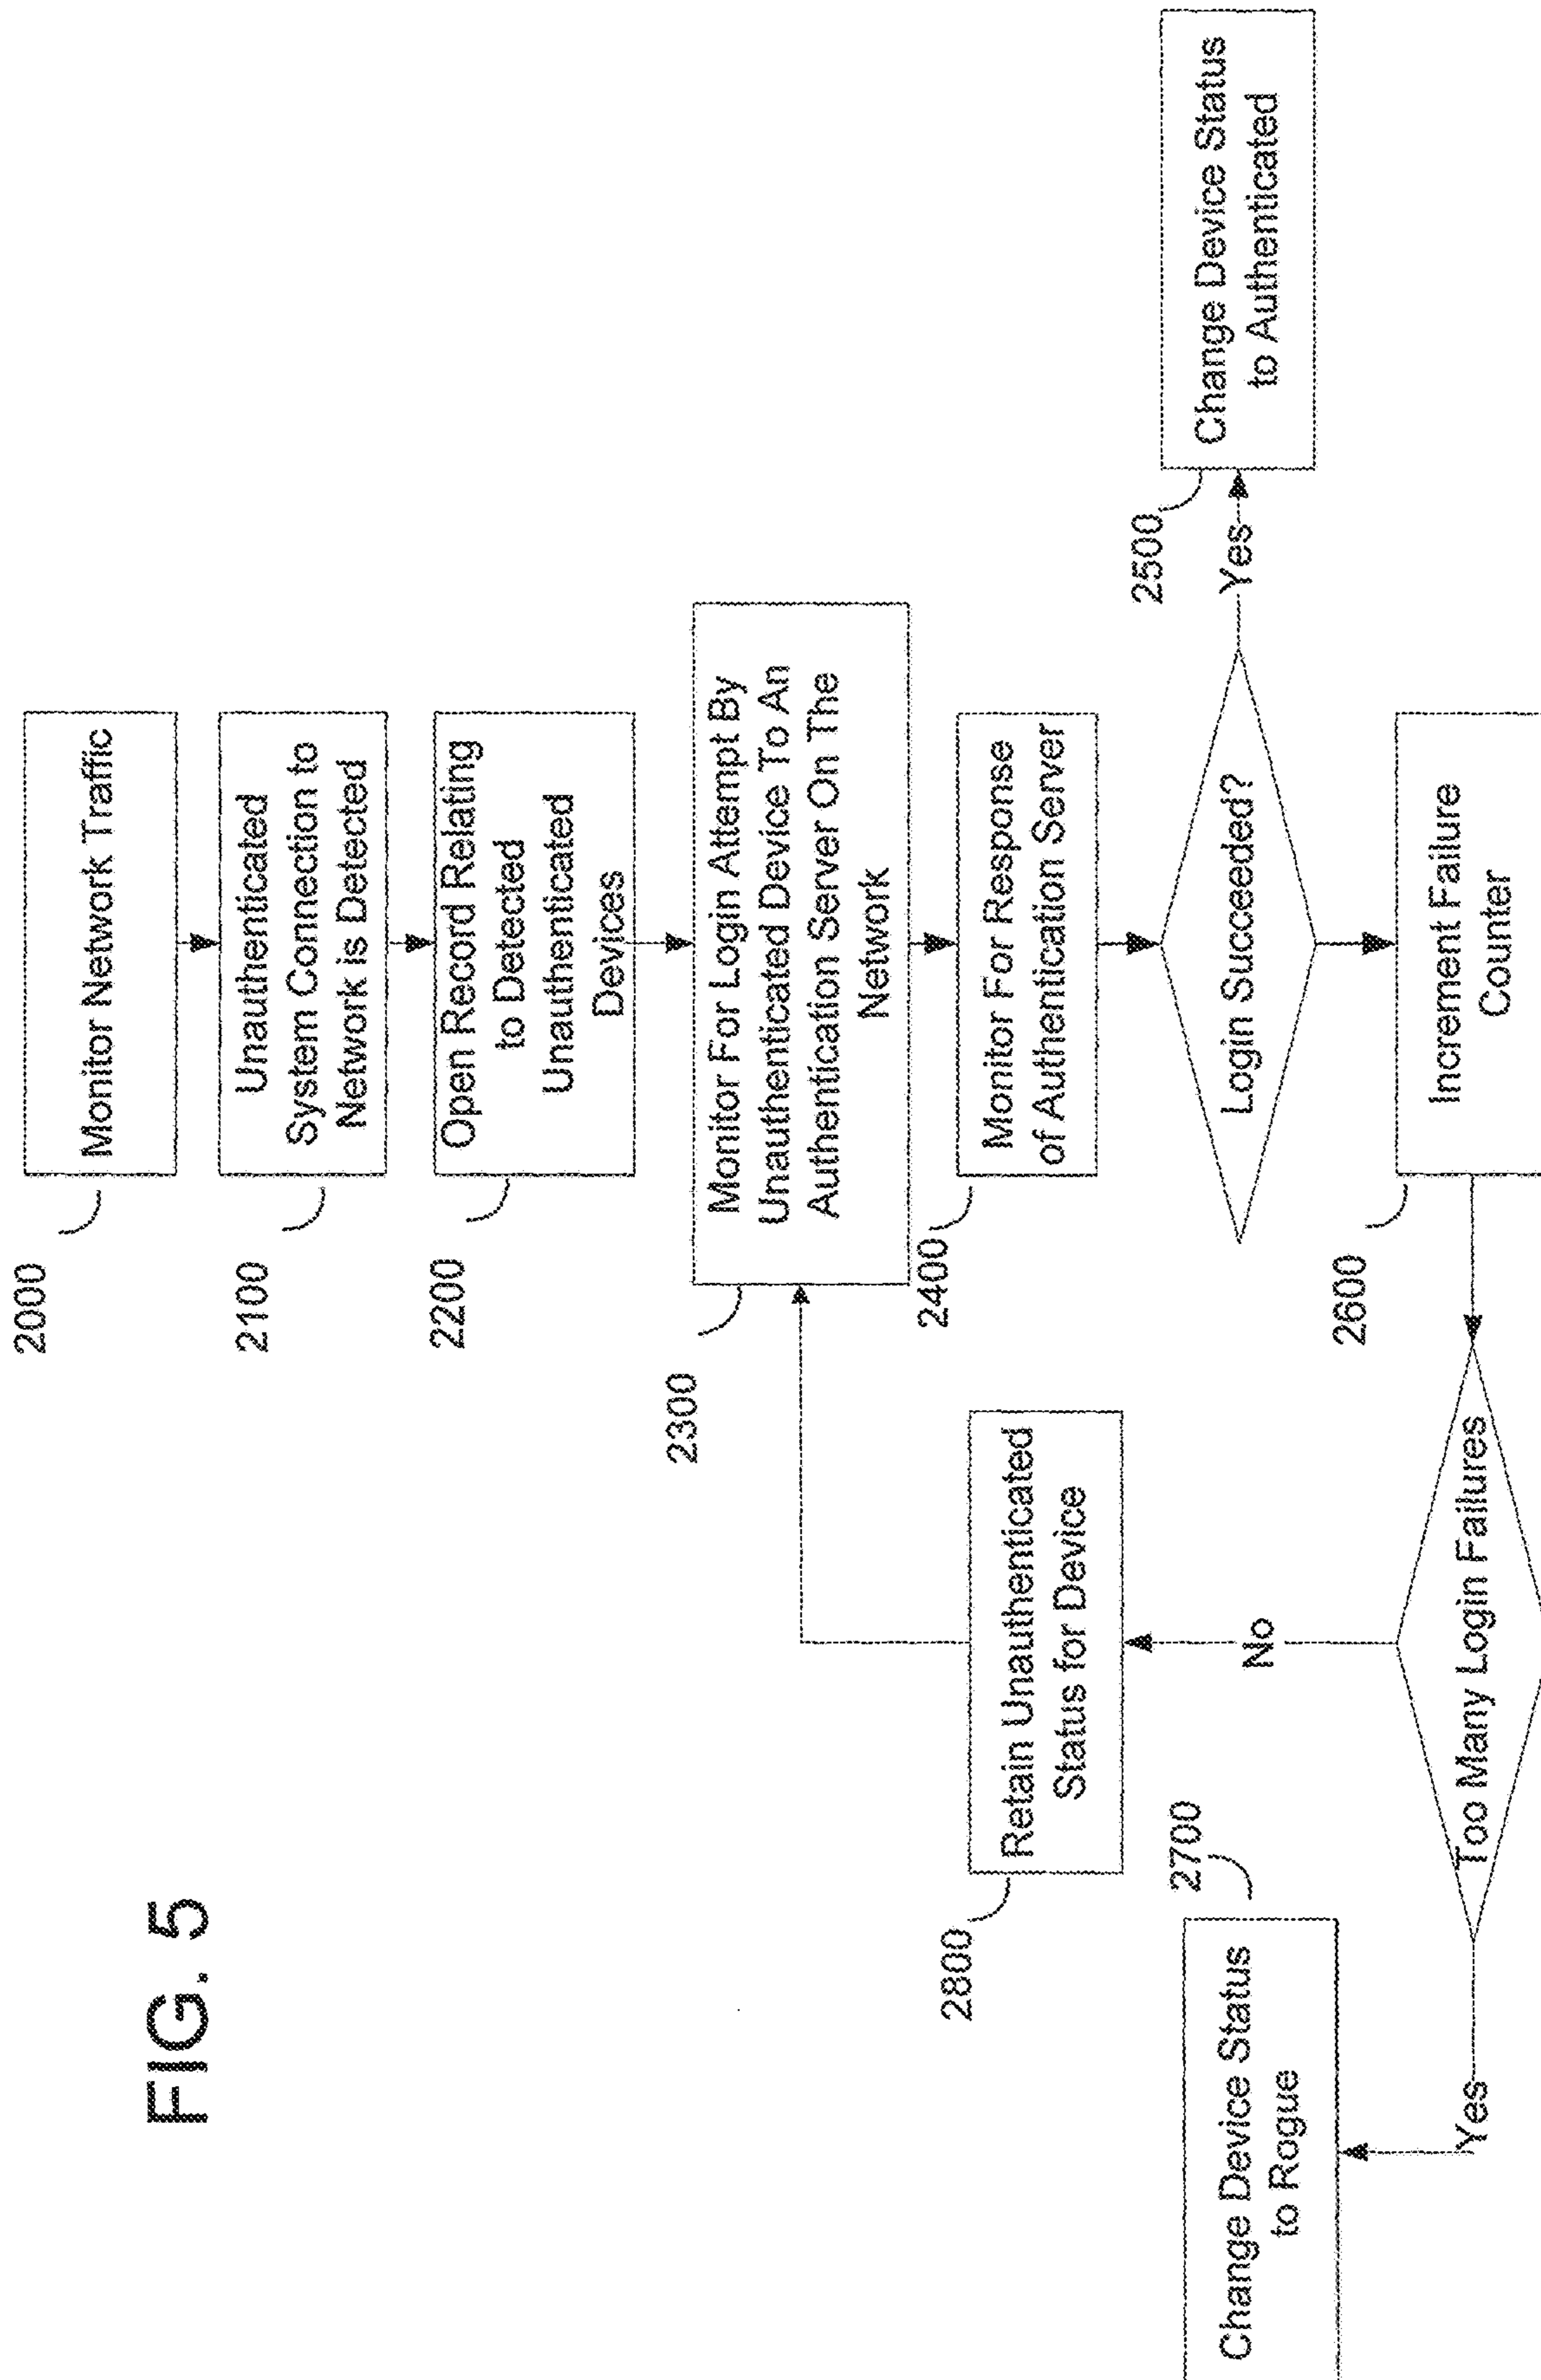 FIG. 5
2000
Monitor Network Traffic
2100
Unauthenticated
System Connection to
Network is Detected
2200
Open Record Relating
to Detected
Unauthenticated
Devices
2300
Monitor For Login Attempt By
Unauthenticated Device To An
Authentication Server On The
Network
2400
Monitor For Response
of Authentication Server
Login Succeeded?
Yes
2500
Change Device Status
to Authenticated
2600
Increment Failure
Counter
Too Many Login Failures
No
2800
Retain Unauthenticated
Status for Device
Yes
2700
Change Device Status
to Rogue